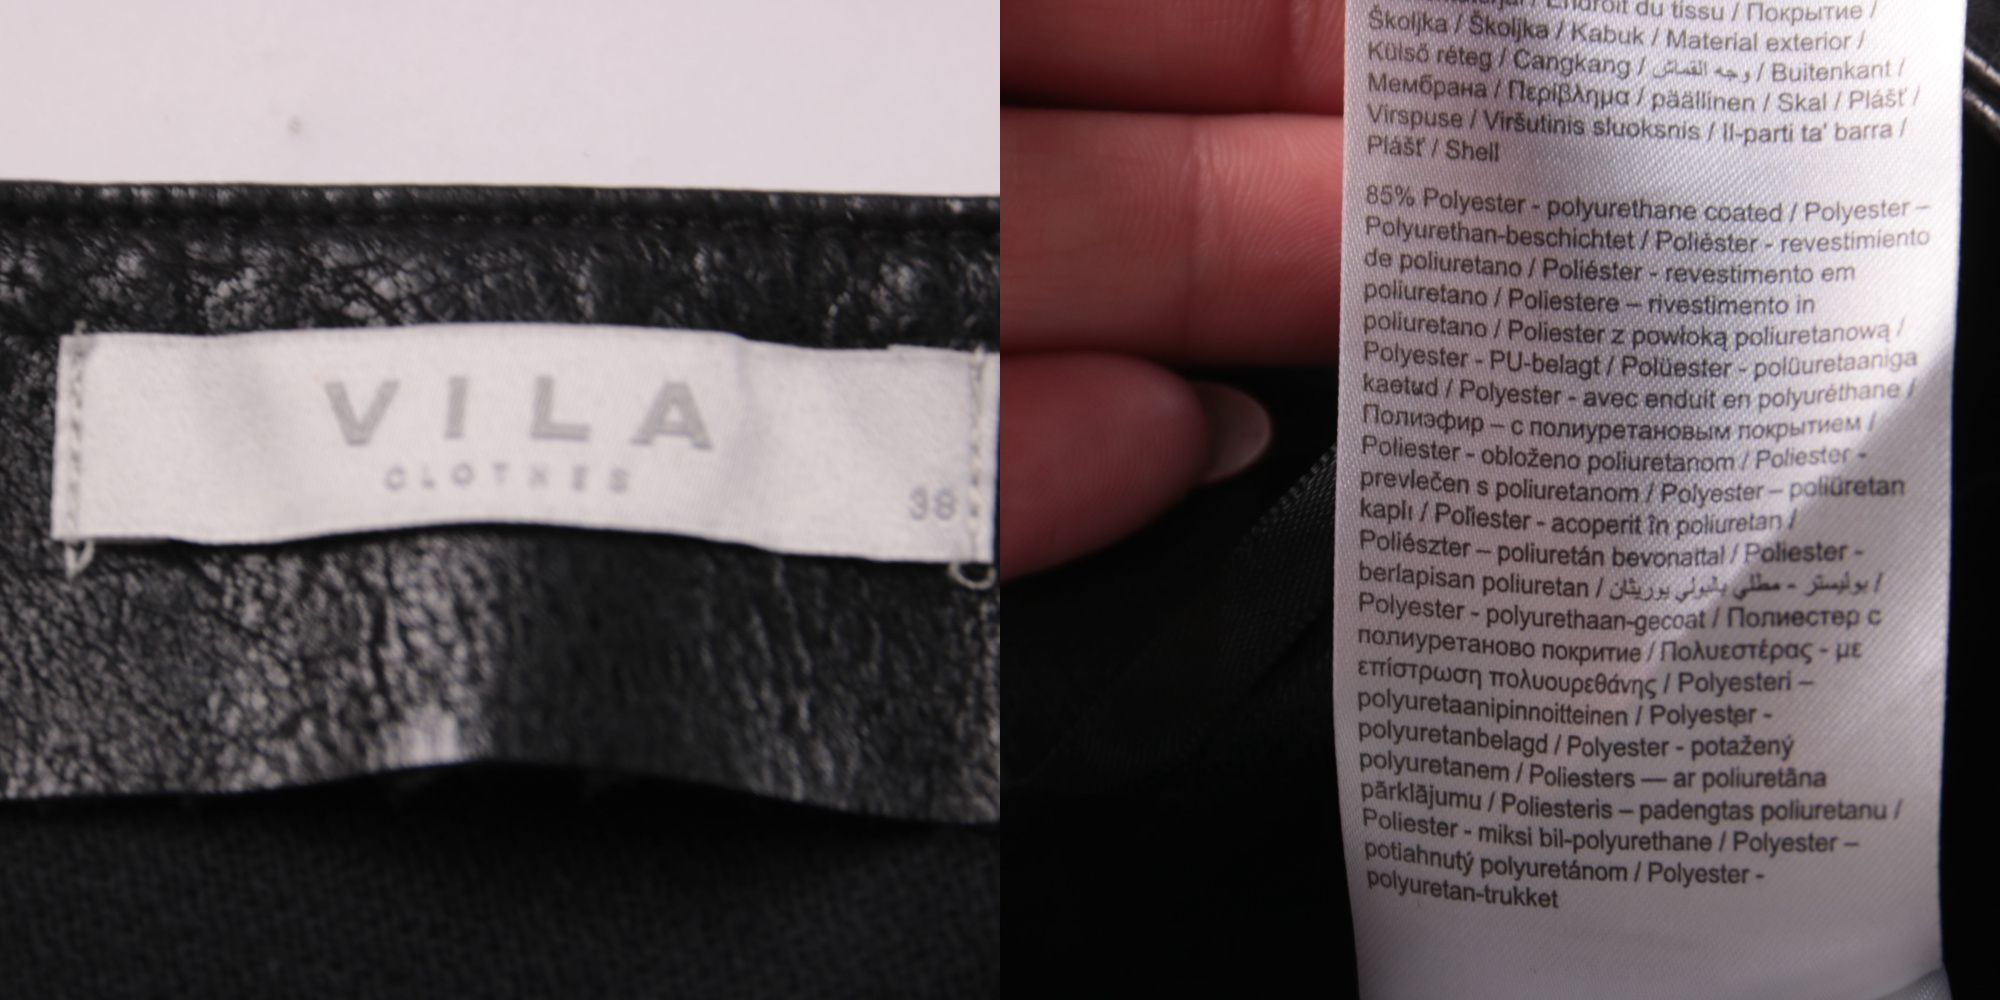 VILA
CLOTHES
38
Endroit du tissu / Покрытие /
Školjka / Školjka / Kabuk / Material exterior /
Külső réteg / Cangkang / وجه القماش / Buitenkant /
Мембрана / Περίβλημα / päällinen / Skal / Plášť /
Virspuse / Viršutinis sluoksnis / Il-parti ta' barra /
Plášť / Shell
85% Polyester - polyurethane coated / Polyester –
Polyurethan-beschichtet / Poliéster - revestimiento
de poliuretano / Poliéster - revestimento em
poliuretano / Poliestere – rivestimento in
poliuretano / Poliester z powłoką poliuretanową /
Polyester - PU-belagt / Polüester - polüuretaaniga
kaetud / Polyester - avec enduit en polyuréthane /
Полиэфир – с полиуретановым покрытием /
Poliester - obloženo poliuretanom / Poliester -
prevlečen s poliuretanom / Polyester – poliüretan
kaplı / Poliester - acoperit în poliuretan /
Poliészter – poliuretán bevonattal / Poliester -
berlapisan poliuretan / بوليستر - مطلي بالبولي يوريثان /
Polyester - polyurethaan-gecoat / Полиестер с
полиуретаново покритие / Πολυεστέρας - με
επίστρωση πολυουρεθάνης / Polyesteri –
polyuretaanipinnoitteinen / Polyester -
polyuretanbelagd / Polyester - potažený
polyuretanem / Poliesters — ar poliuretāna
pārklājumu / Poliesteris – padengtas poliuretanu /
Poliester - miksi bil-polyurethane / Polyester –
potiahnutý polyuretánom / Polyester -
polyuretan-trukket